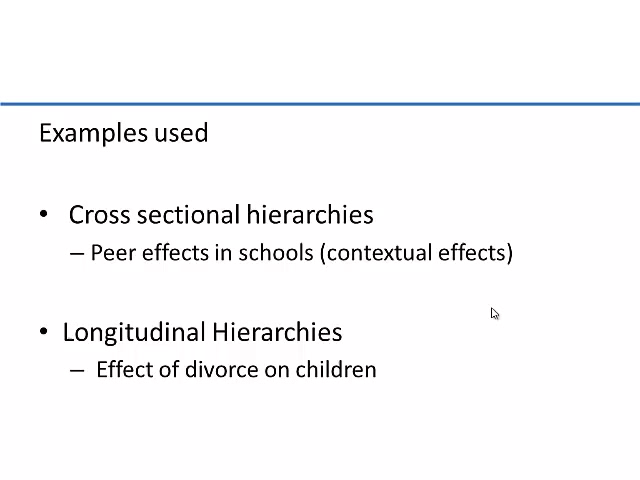 Examples used
• Cross sectional hierarchies
– Peer effects in schools (contextual effects)
• Longitudinal Hierarchies
– Effect of divorce on children